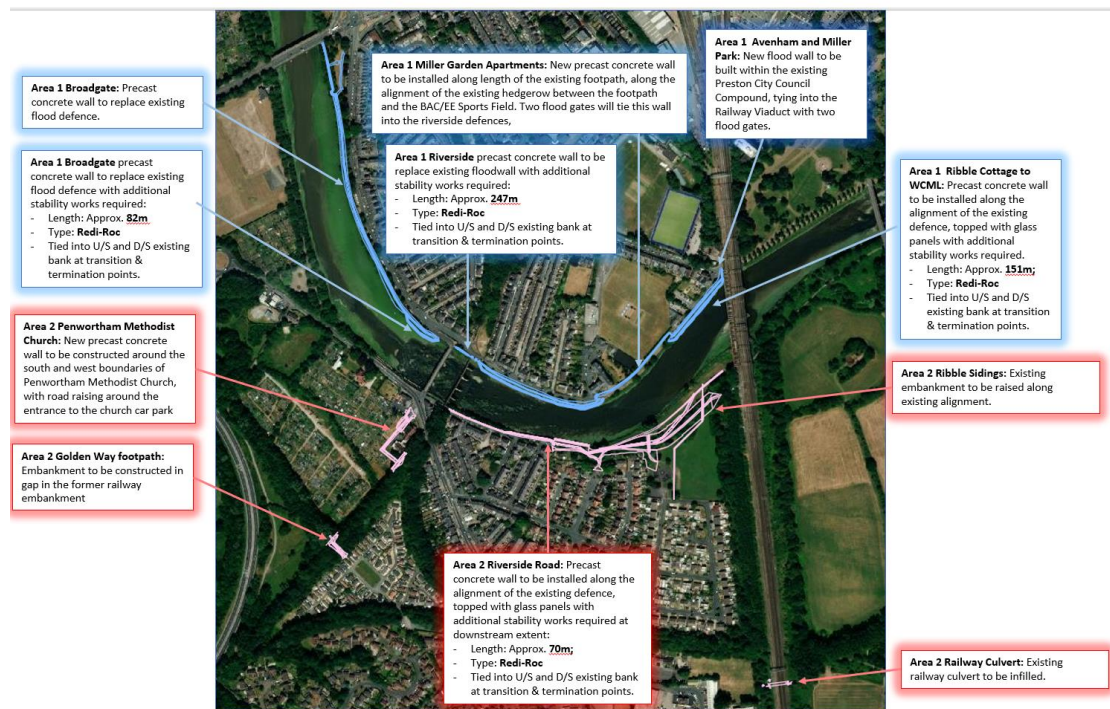 Area 1 Broadgate: Precast
concrete wall to replace existing
flood defence.
Area 1 Broadgate precast
concrete wall to replace existing
flood defence with additional
stability works required:
- Length: Approx. 82m
- Type: Redi-Roc
- Tied into U/S and D/S existing
bank at transition &
termination points.
Area 2 Penwortham Methodist
Church: New precast concrete
wall to be constructed around the
south and west boundaries of
Penwortham Methodist Church,
with road raising around the
entrance to the church car park
Area 2 Golden Way footpath:
Embankment to be constructed in
gap in the former railway
embankment
Area 1 Miller Garden Apartments: New precast concrete wall
to be installed along length of the existing footpath, along the
alignment of the existing hedgerow between the footpath
and the BAC/EE Sports Field. Two flood gates will tie this wall
into the riverside defences,
Area 1 Riverside precast concrete wall to be
replace existing floodwall with additional
stability works required:
- Length: Approx. 247m
- Type: Redi-Roc
- Tied into U/S and D/S existing bank at
transition & termination points.
Area 1 Avenham and Miller
Park: New flood wall to be
built within the existing
Preston City Council
Compound, tying into the
Railway Viaduct with two
flood gates.
Area 1 Ribble Cottage to
WCML: Precast concrete wall
to be installed along the
alignment of the existing
defence, topped with glass
panels with additional
stability works required.
- Length: Approx. 151m;
- Type: Redi-Roc
- Tied into U/S and D/S
existing bank at transition
& termination points.
Area 2 Ribble Sidings: Existing
embankment to be raised along
existing alignment.
Area 2 Riverside Road: Precast
concrete wall to be installed along the
alignment of the existing defence,
topped with glass panels with
additional stability works required at
downstream extent:
- Length: Approx. 70m;
- Type: Redi-Roc
- Tied into U/S and D/S existing bank
at transition & termination points.
Area 2 Railway Culvert: Existing
railway culvert to be infilled.